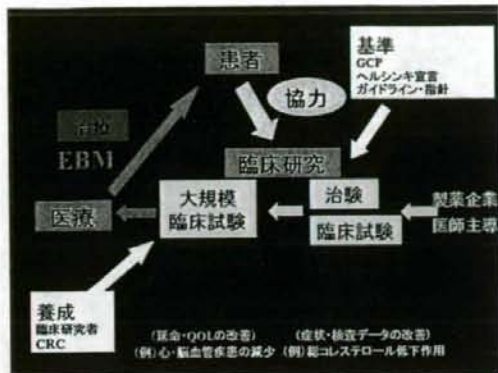 患者
基準
GCP
ヘルシンキ宣言
ガイドライン・指針
協力
EBM
臨床研究
医療
大規模
臨床試験
治験
臨床試験
製薬企業
医師主導
養成
臨床研究者
CRC
(延命・QOLの改善)
(症状・検査データの改善)
(例)心・脳血管疾患の減少
(例)総コレステロール低下作用